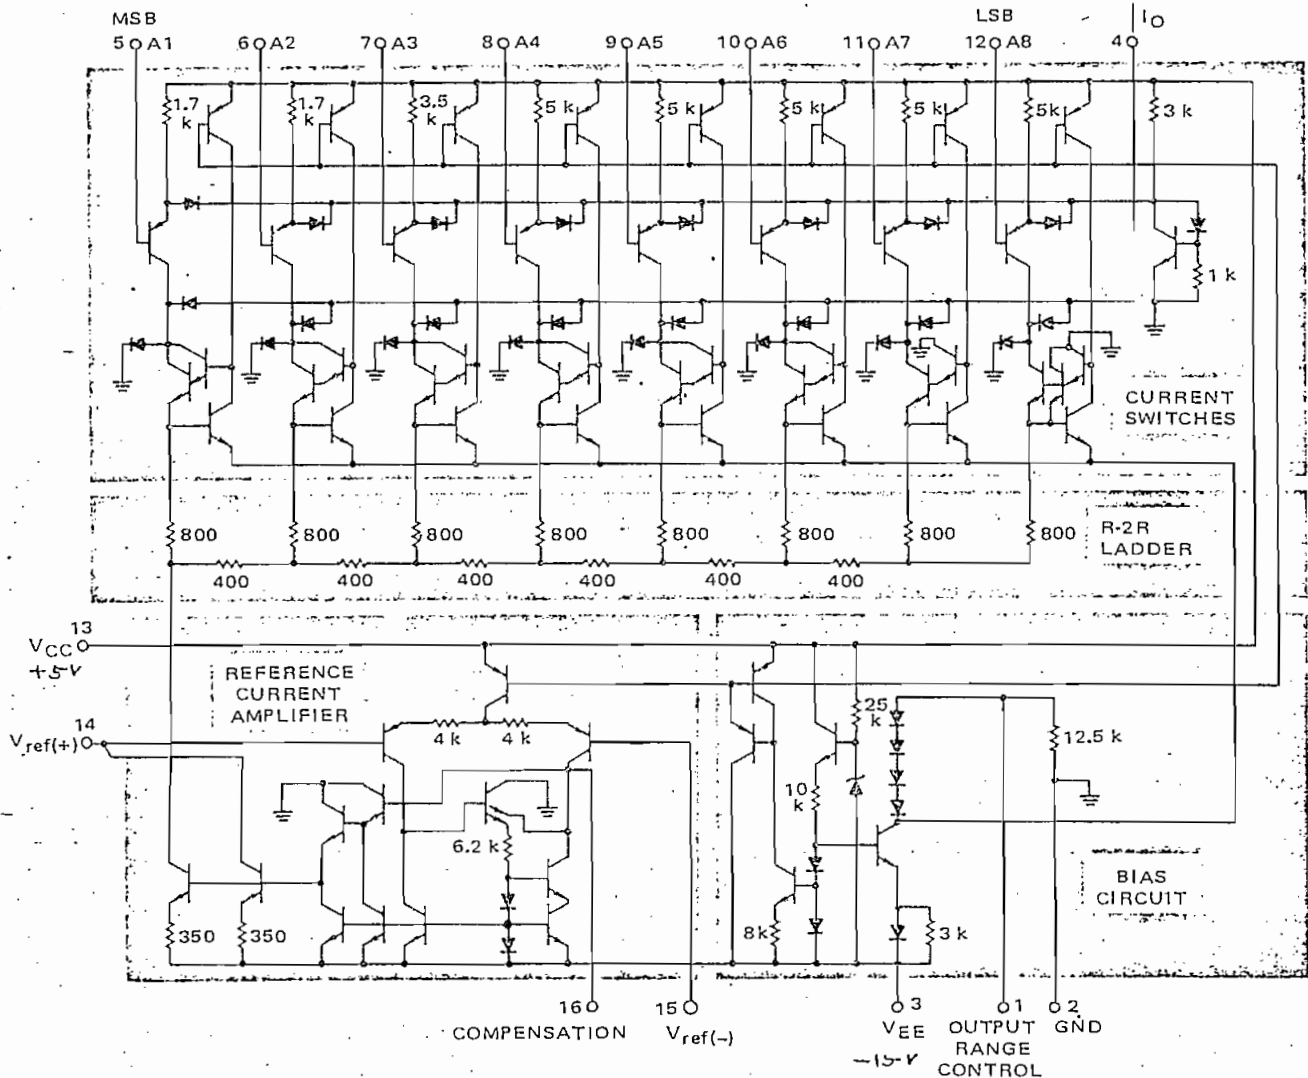 MSB
LSB
I_O
5 A1
6 A2
7 A3
8 A4
9 A5
10 A6
11 A7
12 A8
4
1.7 k
1.7 k
3.5 k
5 k
5 k
5 k
5 k
5k
3 k
1 k
CURRENT
SWITCHES
800
800
800
800
800
800
800
800
R-2R
LADDER
400
400
400
400
400
400
13
VCC
+5V
REFERENCE
CURRENT
AMPLIFIER
14
Vref(+)
4 k
4 k
25 k
12.5 k
10 k
6.2 k
BIAS
CIRCUIT
350
350
8k
3 k
16
COMPENSATION
15
Vref(-)
3
VEE
-15V
1
OUTPUT
RANGE
CONTROL
2
GND